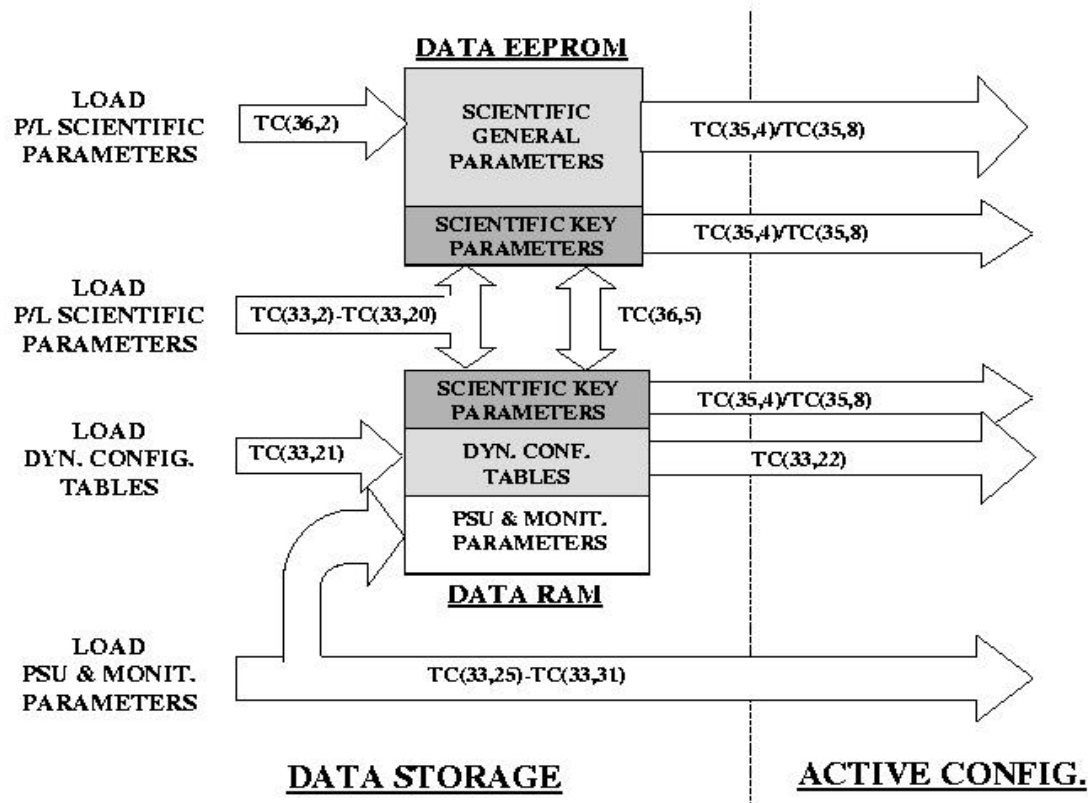 DATA EEPROM
LOAD
P/L SCIENTIFIC
PARAMETERS
TC(36,2)
SCIENTIFIC
GENERAL
PARAMETERS
TC(35,4)/TC(35,8)
SCIENTIFIC KEY
PARAMETERS
TC(35,4)/TC(35,8)
LOAD
P/L SCIENTIFIC
PARAMETERS
TC(33,2)-TC(33,20)
TC(36,5)
SCIENTIFIC KEY
PARAMETERS
TC(35,4)/TC(35,8)
LOAD
DYN. CONFIG.
TABLES
TC(33,21)
DYN. CONF.
TABLES
TC(33,22)
PSU & MONIT.
PARAMETERS
DATA RAM
LOAD
PSU & MONIT.
PARAMETERS
TC(33,25)-TC(33,31)
DATA STORAGE
ACTIVE CONFIG.